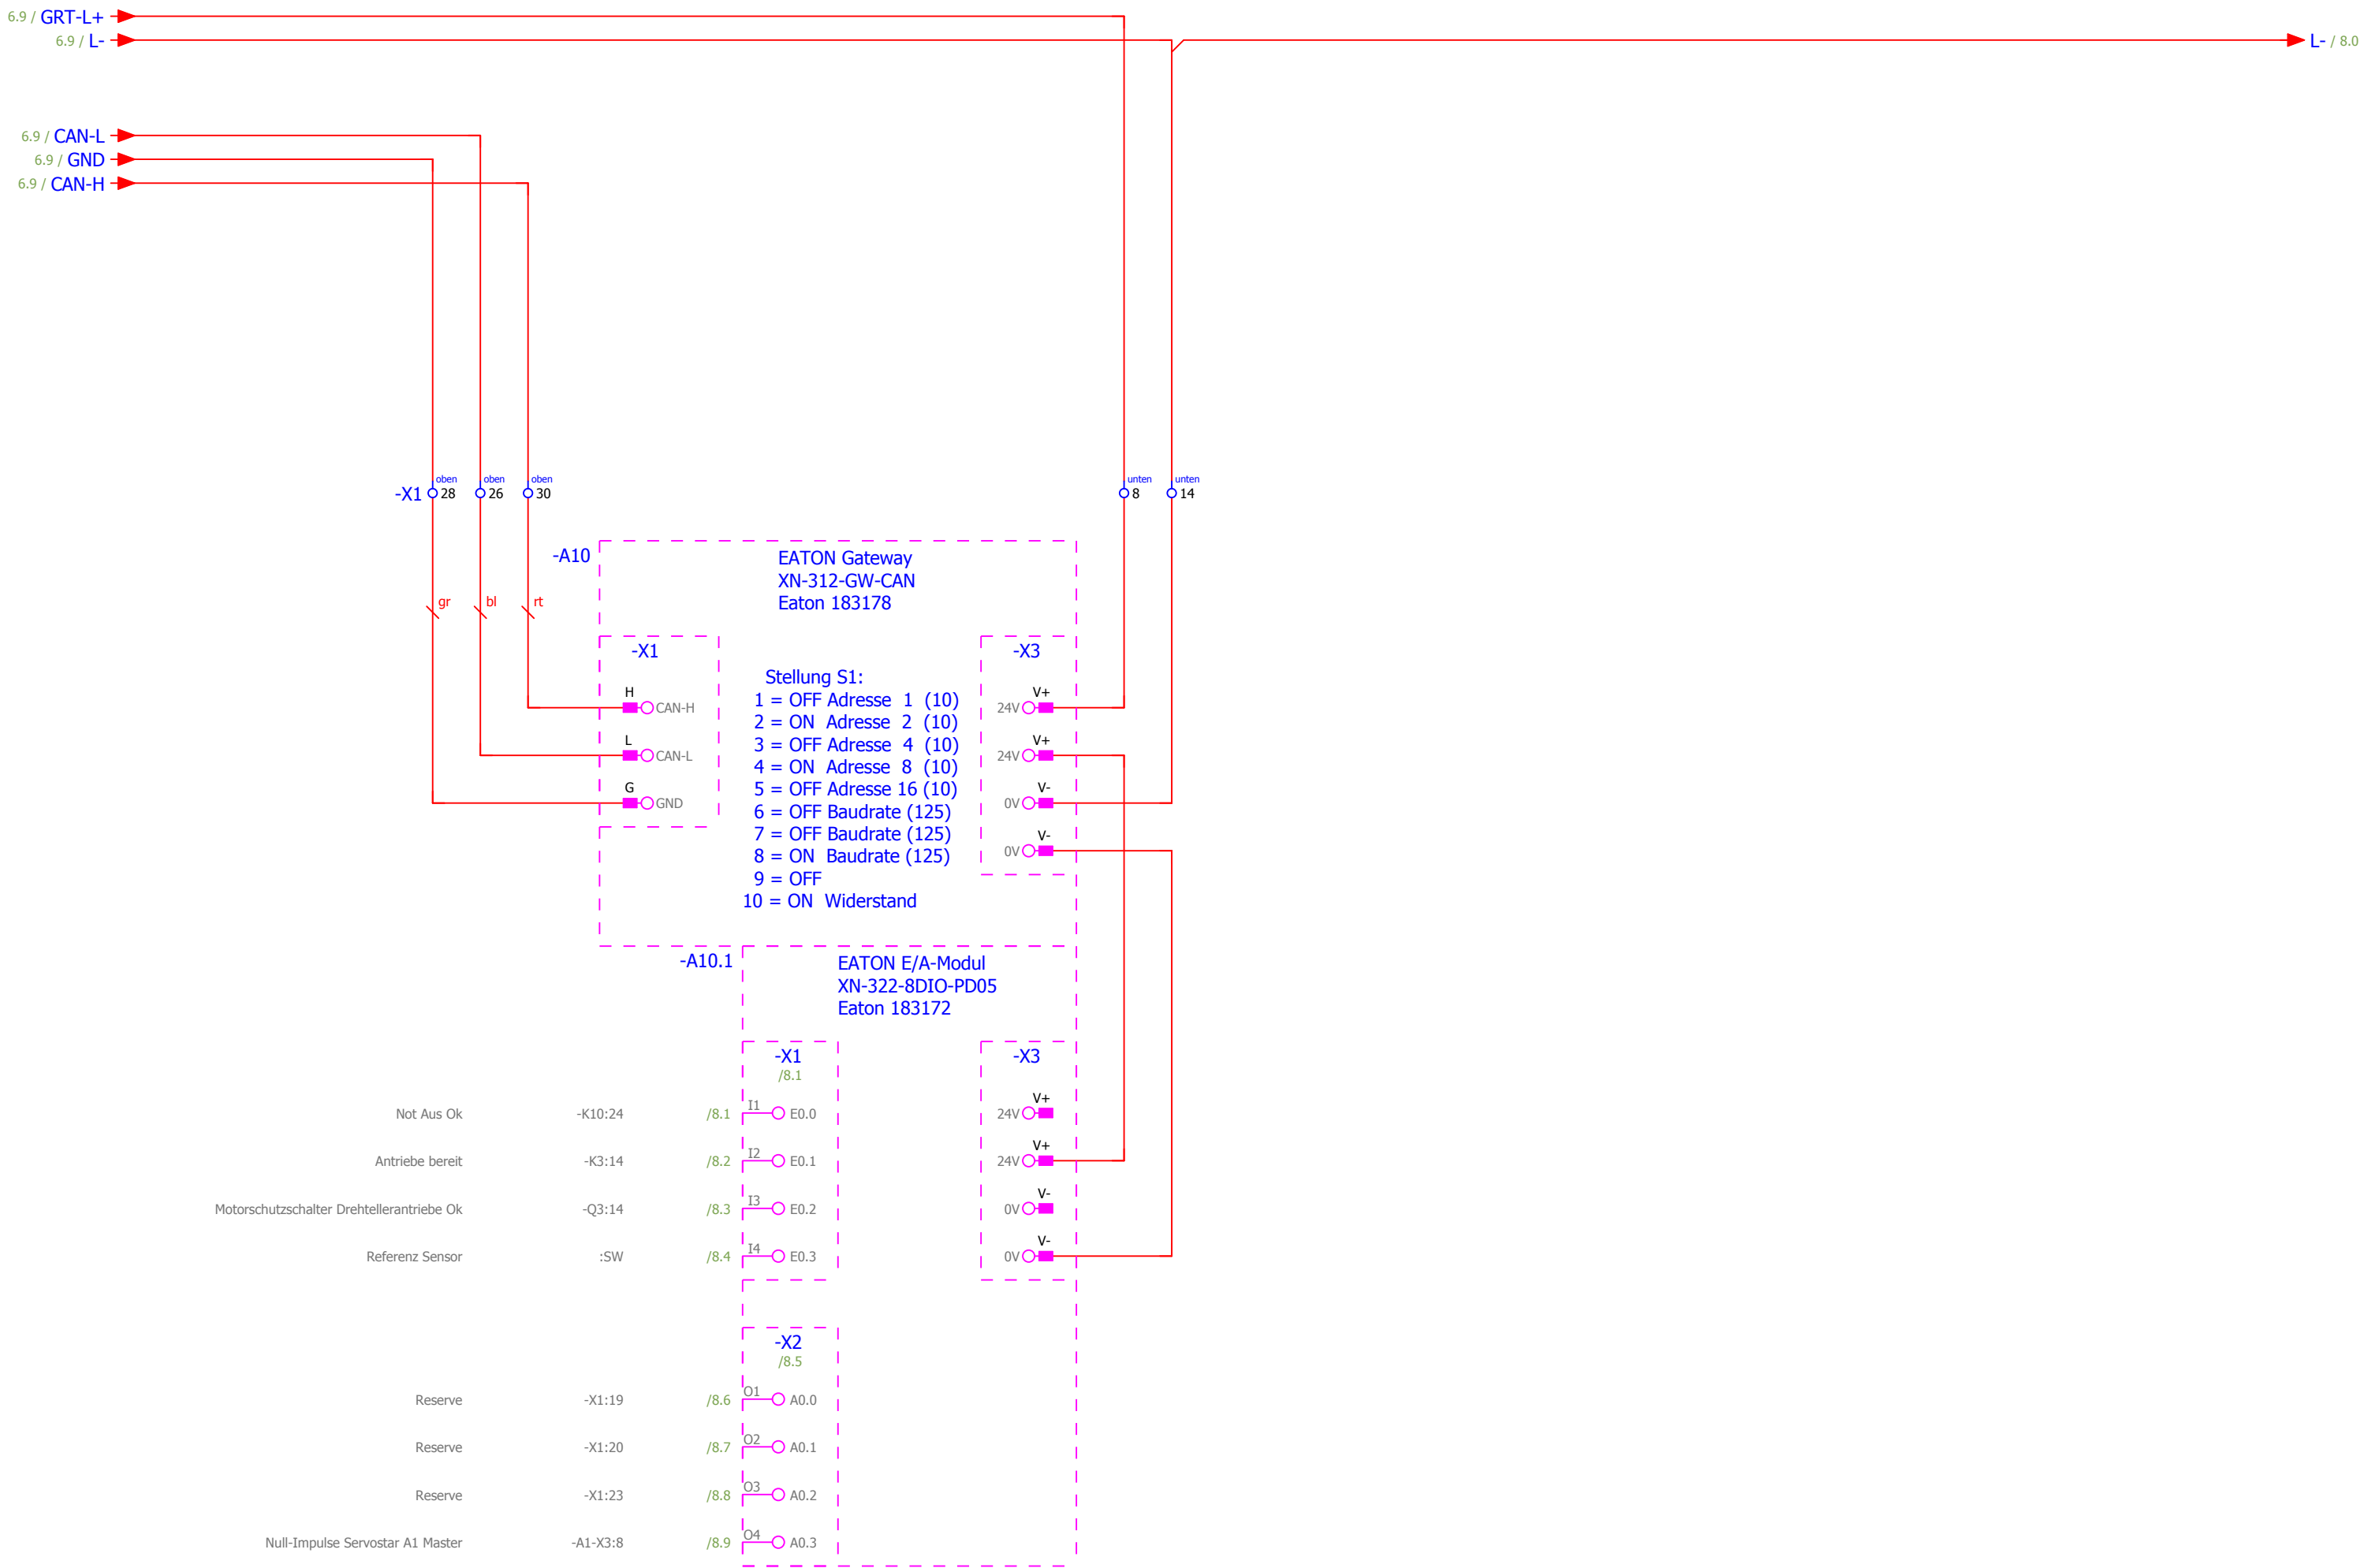 6.9 / GRT-L+
6.9 / L-
L- / 8.0
6.9 / CAN-L
6.9 / GND
6.9 / CAN-H
-X1 oben 28 oben 26 oben 30 unten 8 unten 14
-A10
EATON Gateway
XN-312-GW-CAN
Eaton 183178
gr bl rt
-X1
-X3
Stellung S1:
1 = OFF Adresse 1 (10)
2 = ON Adresse 2 (10)
3 = OFF Adresse 4 (10)
4 = ON Adresse 8 (10)
5 = OFF Adresse 16 (10)
6 = OFF Baudrate (125)
7 = OFF Baudrate (125)
8 = ON Baudrate (125)
9 = OFF
10 = ON Widerstand
H
CAN-H
L
CAN-L
G
GND
V+
24V
V+
24V
V-
0V
V-
0V
-A10.1
EATON E/A-Modul
XN-322-8DIO-PD05
Eaton 183172
-X1
/8.1
-X3
Not Aus Ok -K10:24 /8.1 I1 E0.0
Antriebe bereit -K3:14 /8.2 I2 E0.1
Motorschutzschalter Drehtellerantriebe Ok -Q3:14 /8.3 I3 E0.2
Referenz Sensor :SW /8.4 I4 E0.3
V+
24V
V+
24V
V-
0V
V-
0V
-X2
/8.5
Reserve -X1:19 /8.6 O1 A0.0
Reserve -X1:20 /8.7 O2 A0.1
Reserve -X1:23 /8.8 O3 A0.2
Null-Impulse Servostar A1 Master -A1-X3:8 /8.9 O4 A0.3